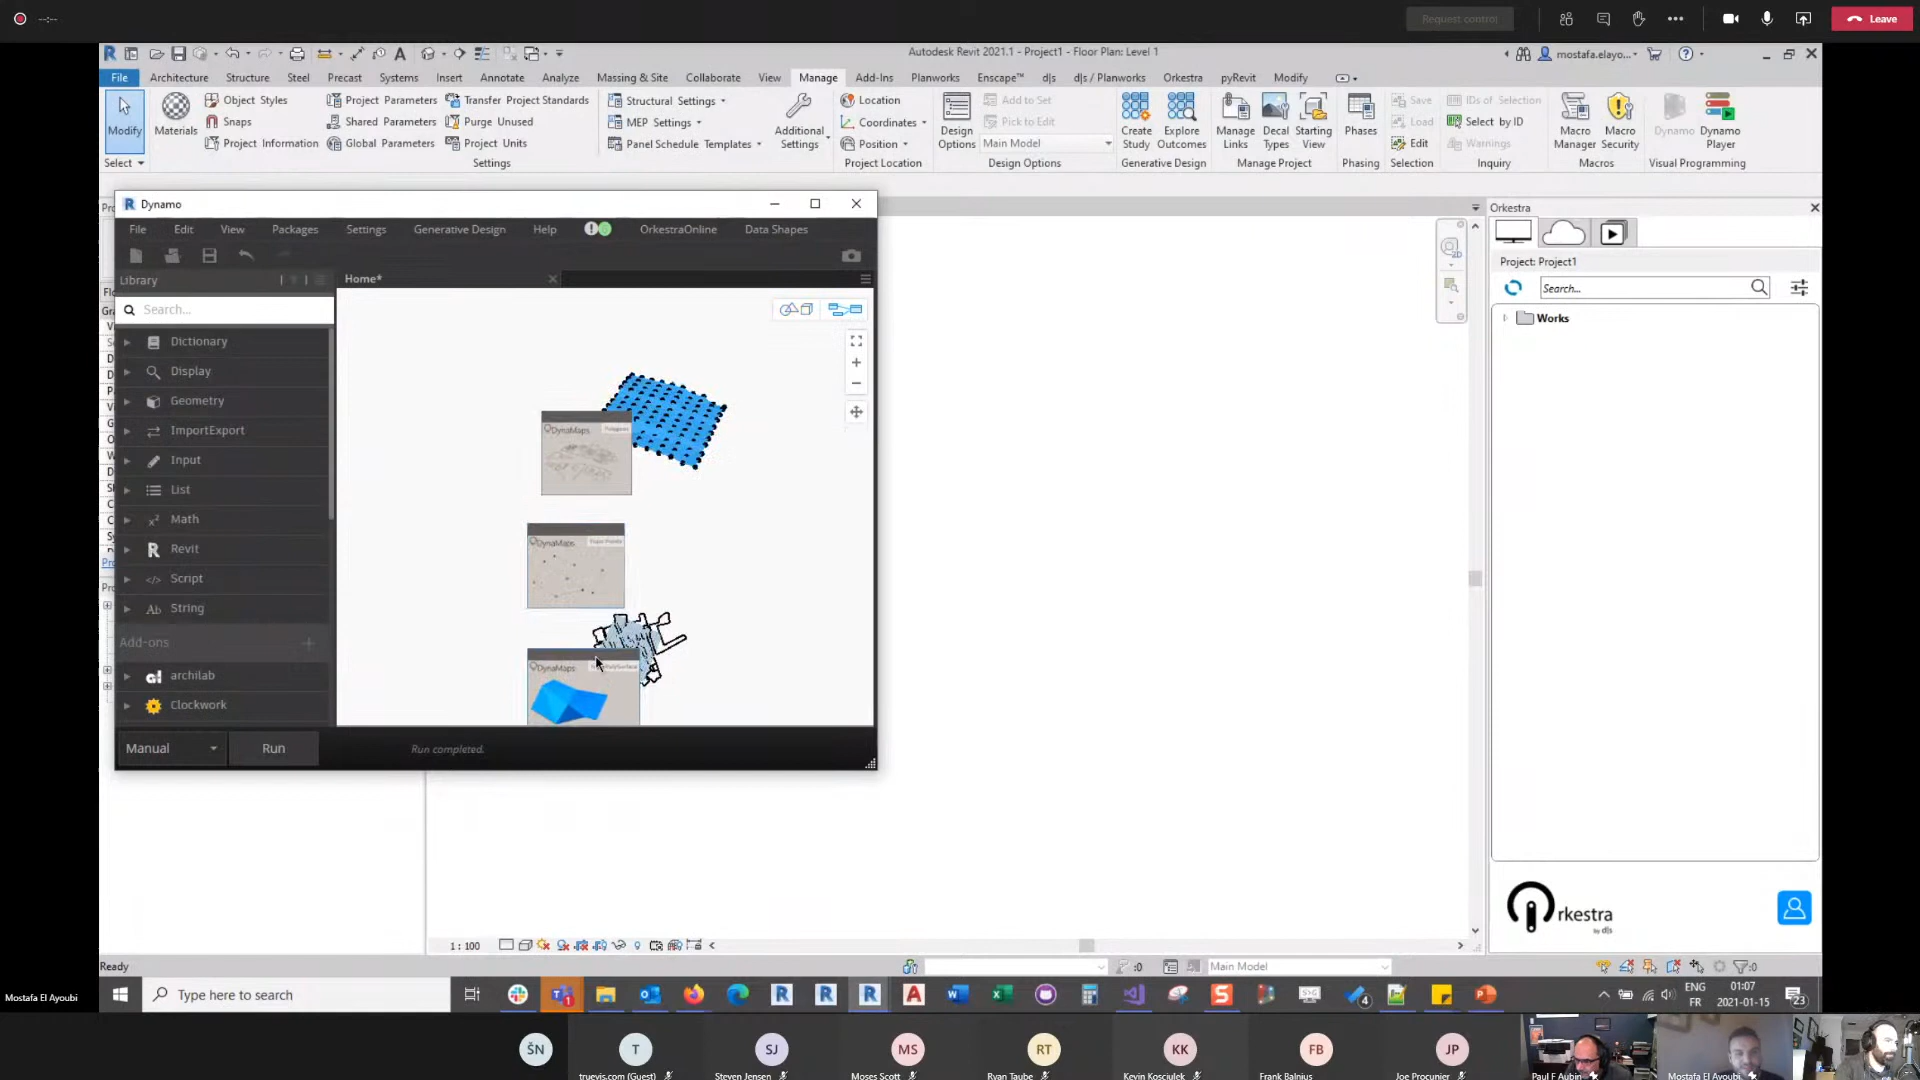 --:--
Request control
Leave
Autodesk Revit 2021.1 - Project1 - Floor Plan: Level 1
mostafa.elayo...
File Architecture Structure Steel Precast Systems Insert Annotate Analyze Massing & Site Collaborate View Manage Add-Ins Planworks Enscape™ d|s d|s / Planworks Orkestra pyRevit Modify
Modify
Select
Materials
Object Styles
Snaps
Project Information
Project Parameters
Shared Parameters
Global Parameters
Transfer Project Standards
Purge Unused
Project Units
Settings
Structural Settings
MEP Settings
Panel Schedule Templates
Additional Settings
Location
Coordinates
Position
Project Location
Design Options
Add to Set
Pick to Edit
Main Model
Design Options
Create Study
Explore Outcomes
Generative Design
Manage Links
Decal Types
Starting View
Manage Project
Phases
Phasing
Save
Load
Edit
Selection
IDs of Selection
Select by ID
Warnings
Inquiry
Macro Manager
Macro Security
Macros
Dynamo
Dynamo Player
Visual Programming
Dynamo
File Edit View Packages Settings Generative Design Help OrkestraOnline Data Shapes
Library
Home*
Search...
Dictionary
Display
Geometry
ImportExport
Input
List
Math
Revit
Script
String
Add-ons
archilab
Clockwork
DynaMaps
Polygons
DynaMaps
DynaMaps
Manual
Run
Run completed.
Orkestra
Project: Project1
Search...
Works
rkestra
by d|s
1 : 100
Ready
:0
Main Model
:0
Mostafa El Ayoubi
Type here to search
ENG
FR
01:07
2021-01-15
23
ŠN
T
SJ
MS
RT
KK
FB
JP
truevis.com (Guest)
Steven Jensen
Moses Scott
Ryan Taube
Kevin Kosciulek
Frank Balnius
Joe Procunier
Paul F Aubin
Mostafa El Ayoubi